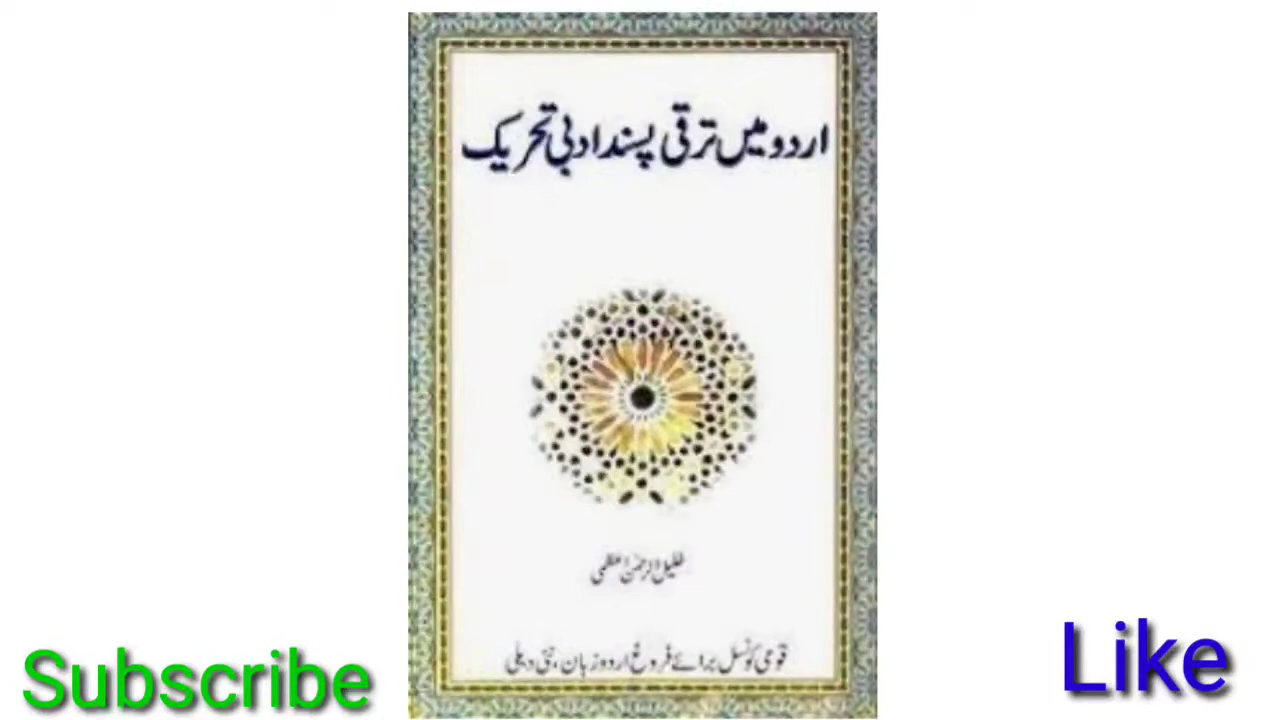 اردو میں ترقی پسند ادبی تحریک
خلیل الرحمن اعظمی
قومی کونسل برائے فروغ اردو زبان، نئی دہلی
Subscribe
Like